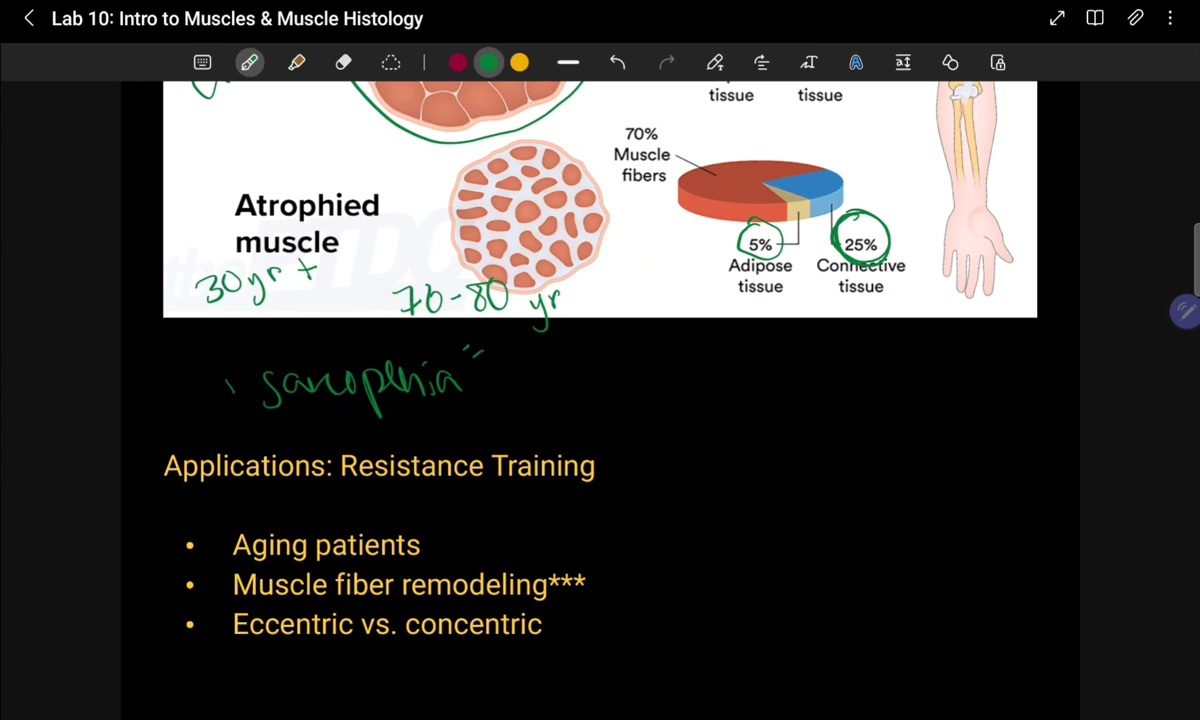 Lab 10: Intro to Muscles & Muscle Histology
tissue tissue
70%
Muscle
fibers
Atrophied
muscle
5% 25%
Adipose Connective
tissue tissue
30yr +
70-80 yr
"sarcopenia"
Applications: Resistance Training
• Aging patients
• Muscle fiber remodeling***
• Eccentric vs. concentric